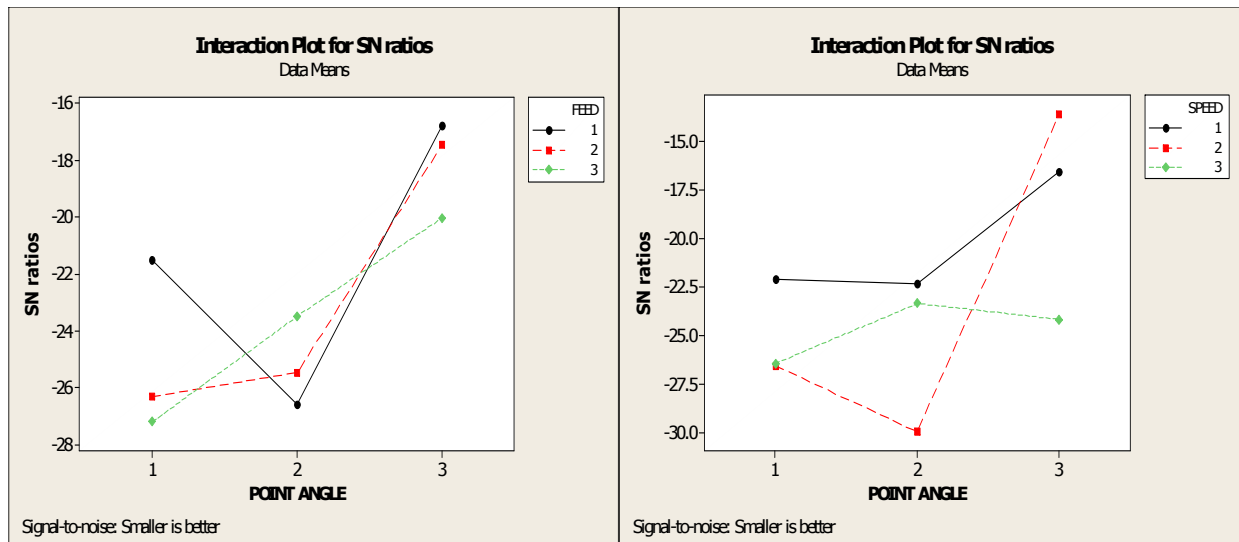 Interaction Plot for SN ratios
Data Means
-16
-18
-20
-22
-24
-26
-28
SN ratios
1 2 3
POINT ANGLE
FEED
1
2
3
Signal-to-noise: Smaller is better
Interaction Plot for SN ratios
Data Means
-15.0
-17.5
-20.0
-22.5
-25.0
-27.5
-30.0
SN ratios
1 2 3
POINT ANGLE
SPEED
1
2
3
Signal-to-noise: Smaller is better